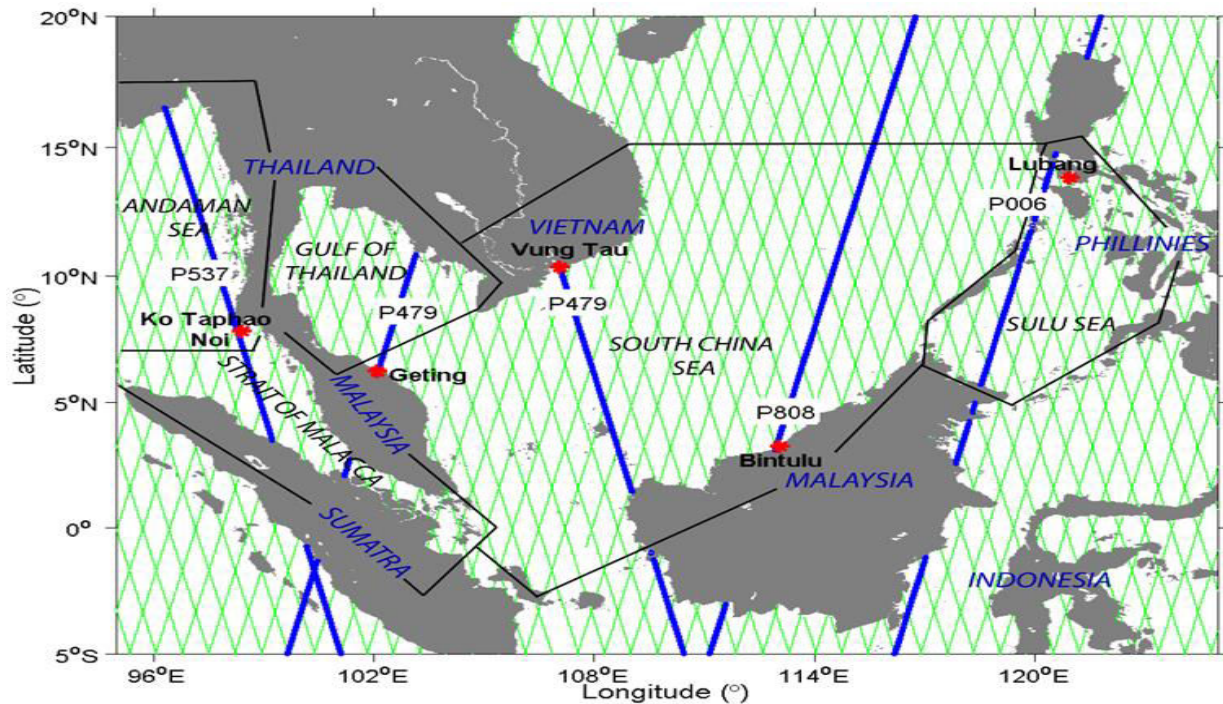 20°N
15°N
10°N
5°N
0°
5°S
Latitude (°)
96°E
102°E
108°E
114°E
120°E
Longitude (°)
THAILAND
ANDAMAN
SEA
GULF OF
THAILAND
VIETNAM
Vung Tau
Lubang
P006
PHILLINIES
P537
P479
P479
Ko Taphao
Noi
SULU SEA
SOUTH CHINA
SEA
STRAIT OF MALACCA
MALAYSIA
Geting
P808
Bintulu
MALAYSIA
SUMATRA
INDONESIA